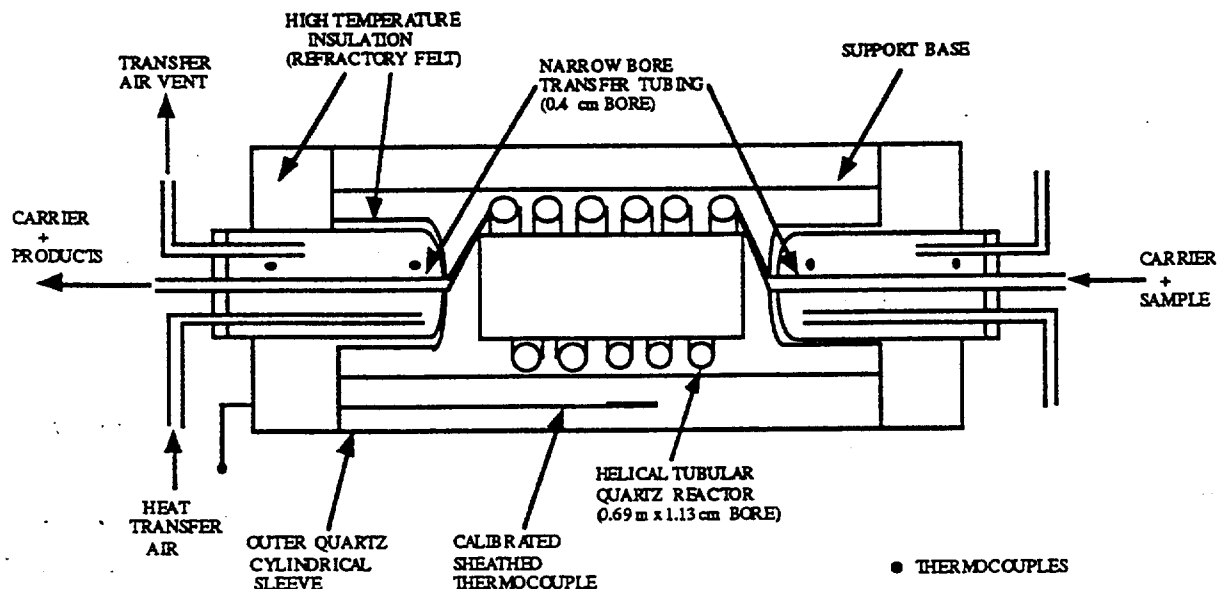 HIGH TEMPERATURE
INSULATION
(REFRACTORY FELT)
TRANSFER
AIR VENT
NARROW BORE
TRANSFER TUBING
(0.4 cm BORE)
SUPPORT BASE
CARRIER
+
PRODUCTS
CARRIER
+
SAMPLE
HEAT
TRANSFER
AIR
OUTER QUARTZ
CYLINDRICAL
SLEEVE
CALIBRATED
SHEATHED
THERMOCOUPLE
HELICAL TUBULAR
QUARTZ REACTOR
(0.69 m x 1.13 cm BORE)
THERMOCOUPLES